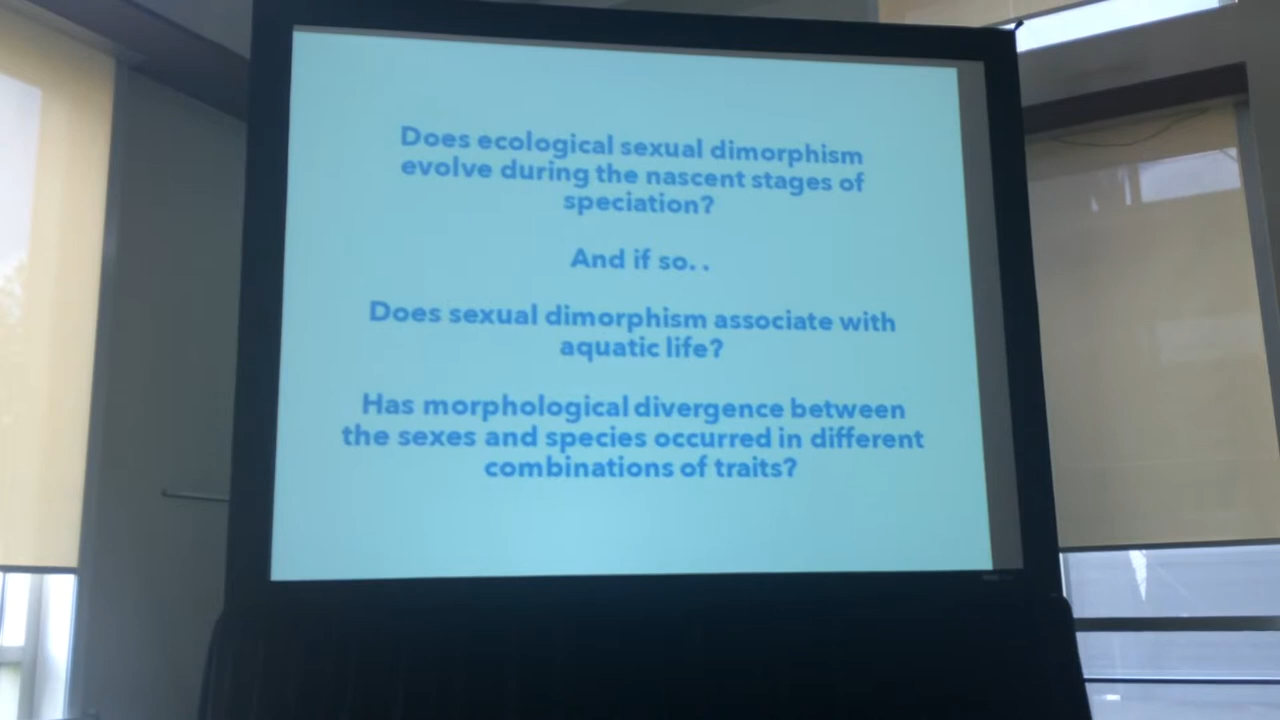 Does ecological sexual dimorphism
evolve during the nascent stages of
speciation?
And if so. .
Does sexual dimorphism associate with
aquatic life?
Has morphological divergence between
the sexes and species occurred in different
combinations of traits?